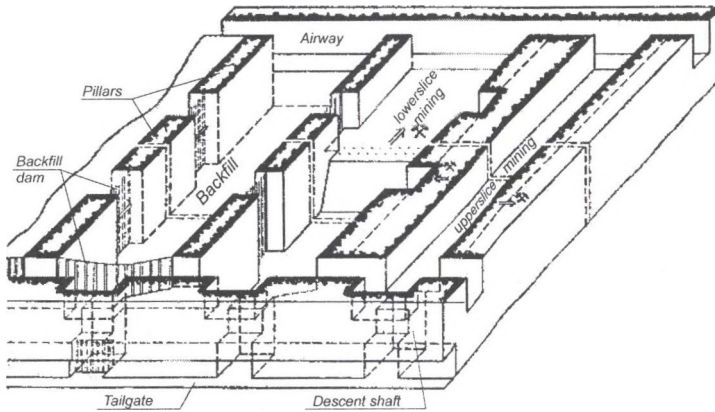 Airway
Pillars
lowerslice
mining
Backfill
dam
Backfill
upperslice mining
Tailgate
Descent shaft